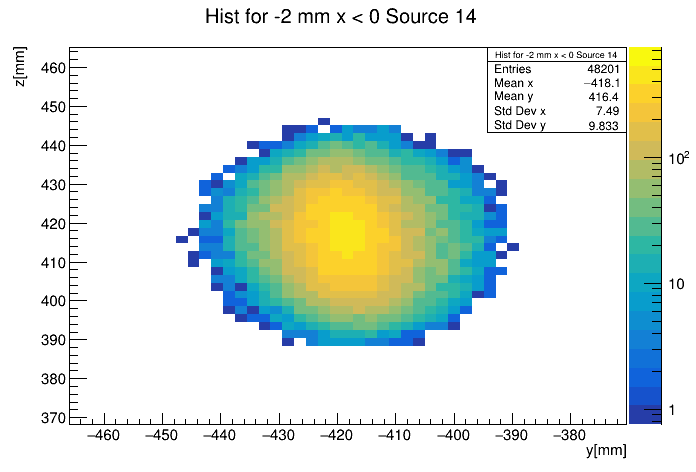 Hist for -2 mm x < 0 Source 14
z[mm]
Hist for -2 mm x < 0 Source 14
Entries 48201
Mean x −418.1
Mean y 416.4
Std Dev x 7.49
Std Dev y 9.833
460
450
440
430
420
410
400
390
380
370
10²
10
1
−460 −450 −440 −430 −420 −410 −400 −390 −380
y[mm]